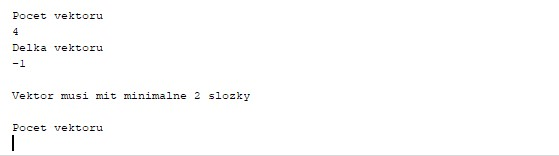 Pocet vektoru
4
Delka vektoru
-1
Vektor musi mit minimalne 2 slozky
Pocet vektoru